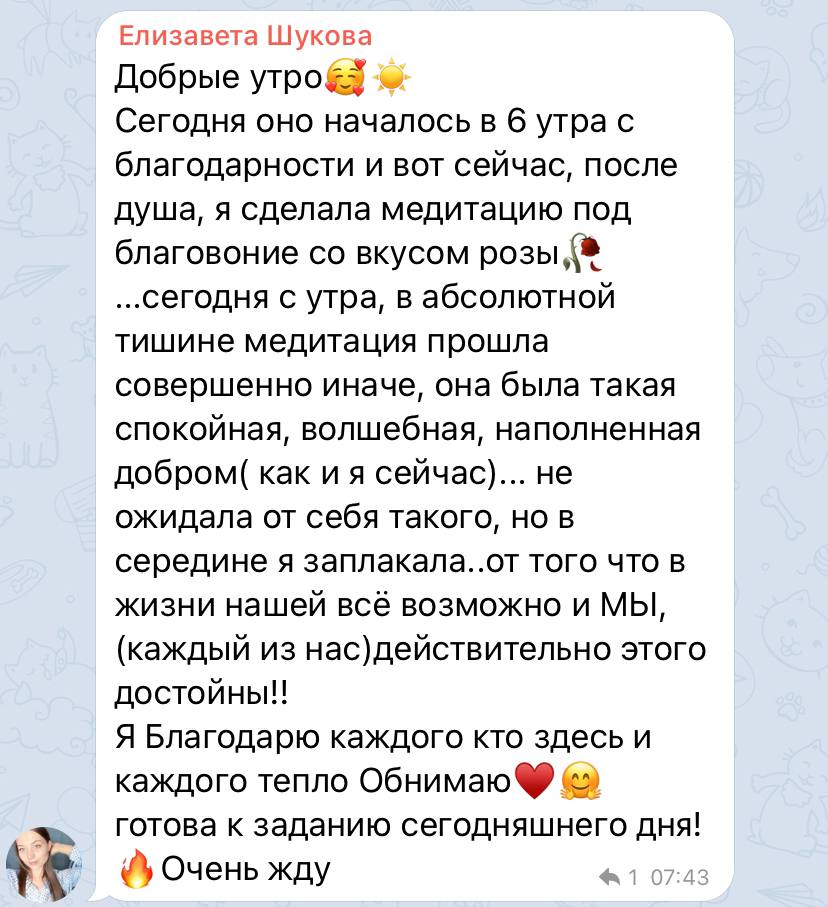 Елизавета Шукова
Добрые утро🥰☀️
Сегодня оно началось в 6 утра с
благодарности и вот сейчас, после
душа, я сделала медитацию под
благовоние со вкусом розы🥀
...сегодня с утра, в абсолютной
тишине медитация прошла
совершенно иначе, она была такая
спокойная, волшебная, наполненная
добром( как и я сейчас)... не
ожидала от себя такого, но в
середине я заплакала..от того что в
жизни нашей всё возможно и МЫ,
(каждый из нас)действительно этого
достойны!!
Я Благодарю каждого кто здесь и
каждого тепло Обнимаю♥️🤗
готова к заданию сегодняшнего дня!
🔥Очень жду
1 07:43